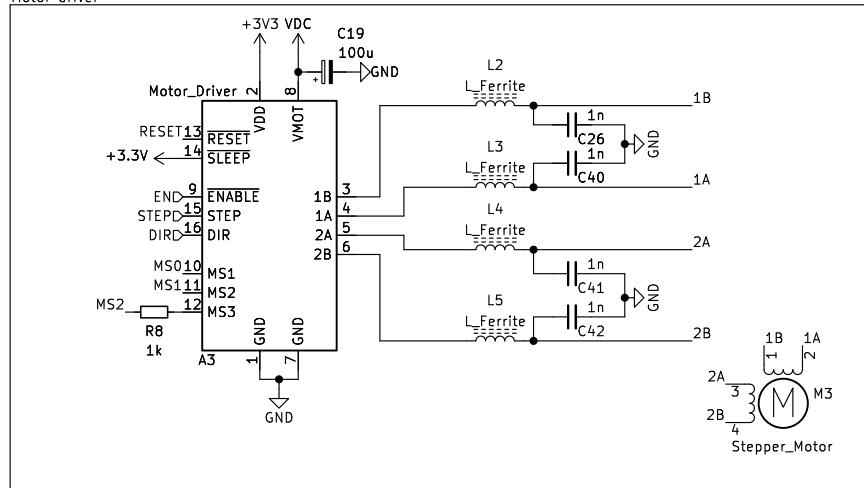 Motor driver
+3V3 VDC
C19
100u
GND
+
Motor_Driver
2
8
VDD
VMOT
RESET 13 RESET
+3.3V 14 SLEEP
EN 9 ENABLE
STEP 15 STEP
DIR 16 DIR
MS0 10 MS1
MS1 11 MS2
MS2 12 MS3
R8
1k
1B 3
1A 4
2A 5
2B 6
GND GND
A3 1 7
GND
L2
L_Ferrite
1B
1n
C26
GND
L3
L_Ferrite
1n
C40
1A
L4
L_Ferrite
2A
1n
C41
GND
L5
L_Ferrite
1n
C42
2B
1B 1A
1 2
2A
3
2B
4
M
M3
Stepper_Motor